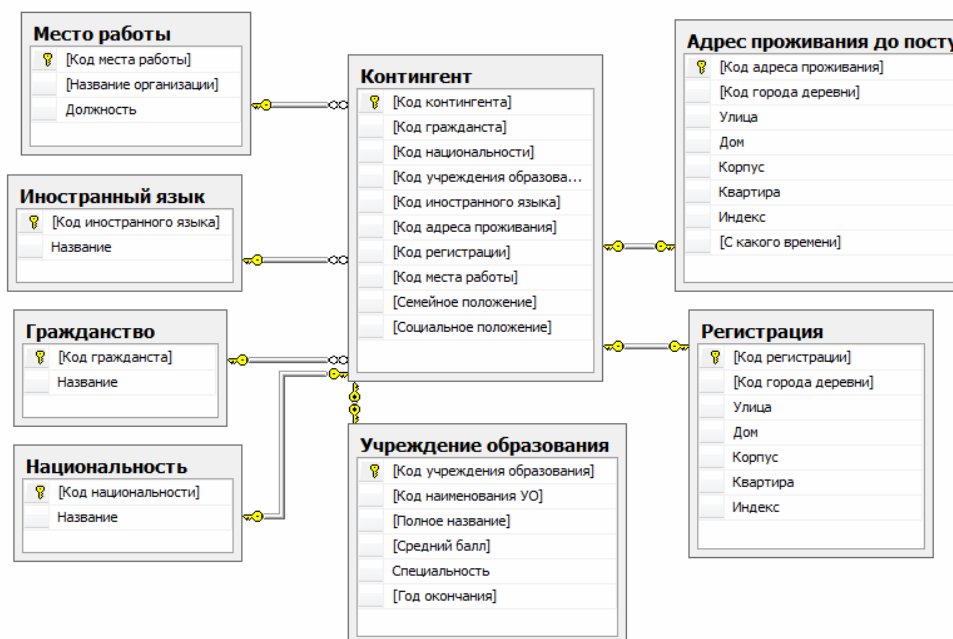 Место работы
[Код места работы]
[Название организации]
Должность
Иностранный язык
[Код иностранного языка]
Название
Гражданство
[Код гражданста]
Название
Национальность
[Код национальности]
Название
Контингент
[Код контингента]
[Код гражданста]
[Код национальности]
[Код учреждения образова...
[Код иностранного языка]
[Код адреса проживания]
[Код регистрации]
[Код места работы]
[Семейное положение]
[Социальное положение]
Учреждение образования
[Код учреждения образования]
[Код наименования УО]
[Полное название]
[Средний балл]
Специальность
[Год окончания]
Адрес проживания до посту
[Код адреса проживания]
[Код города деревни]
Улица
Дом
Корпус
Квартира
Индекс
[С какого времени]
Регистрация
[Код регистрации]
[Код города деревни]
Улица
Дом
Корпус
Квартира
Индекс